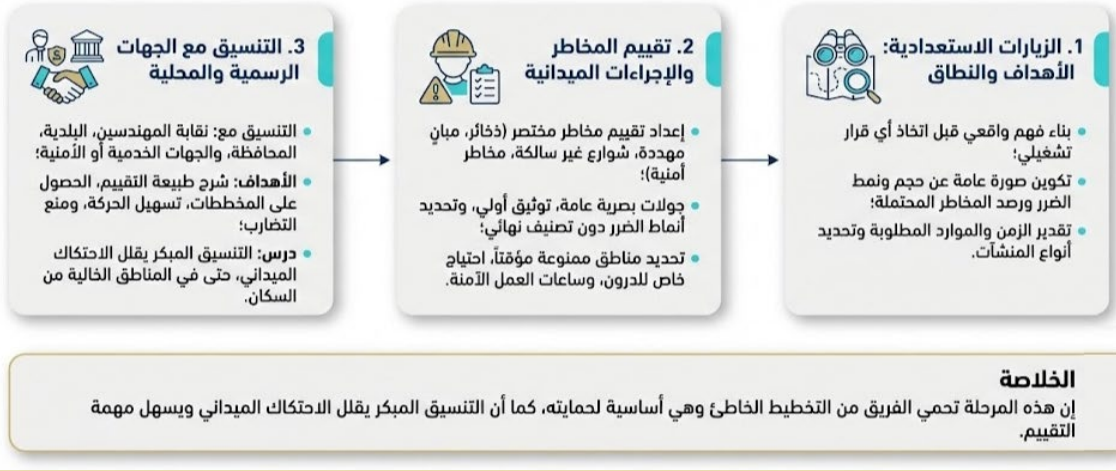 1. الزيارات الاستعدادية:
الأهداف والنطاق
بناء فهم واقعي قبل اتخاذ أي قرار
تشغيلي؛
تكوين صورة عامة عن حجم ونمط
الضرر ورصد المخاطر المحتملة؛
تقدير الزمن والموارد المطلوبة وتحديد
أنواع المنشآت.
2. تقييم المخاطر
والإجراءات الميدانية
إعداد تقييم مخاطر مختصر (ذخائر، مبانٍ
مهددة، شوارع غير سالكة، مخاطر
أمنية)؛
جولات بصرية عامة، توثيق أولي، وتحديد
أنماط الضرر دون تصنيف نهائي؛
تحديد مناطق ممنوعة مؤقتاً، احتياج
خاص للدرون، وساعات العمل الآمنة.
3. التنسيق مع الجهات
الرسمية والمحلية
التنسيق مع: نقابة المهندسين، البلدية،
المحافظة، والجهات الخدمية أو الأمنية؛
الأهداف: شرح طبيعة التقييم، الحصول
على المخططات، تسهيل الحركة، ومنع
التضارب؛
درس: التنسيق المبكر يقلل الاحتكاك
الميداني، حتى في المناطق الخالية من
السكان.
الخلاصة
إن هذه المرحلة تحمي الفريق من التخطيط الخاطئ وهي أساسية لحمايته، كما أن التنسيق المبكر يقلل الاحتكاك الميداني ويسهل مهمة
التقييم.